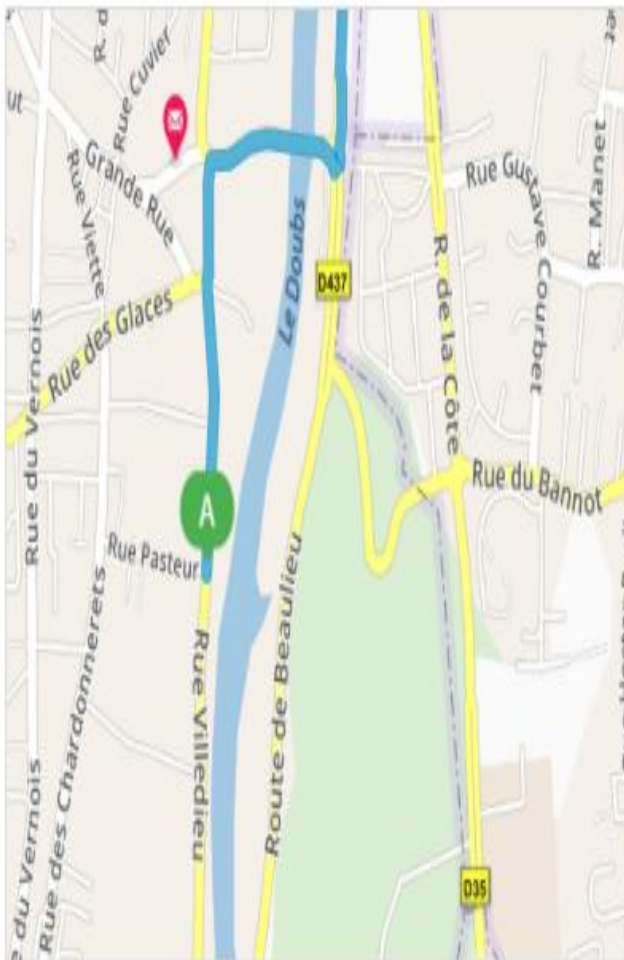 R. d
Rue Cuvier
ut
Grande Rue
Rue Viette
Rue Gustave Courbet
R. Manet
et
Le Doubs
D437
R. de la Côte
Rue des Glaces
Rue du Vernois
A
Rue du Bannot
Rue Pasteur
Rue des Chardonnerets
Rue Villedieu
Route de Beaulieu
e du Vernois
D35